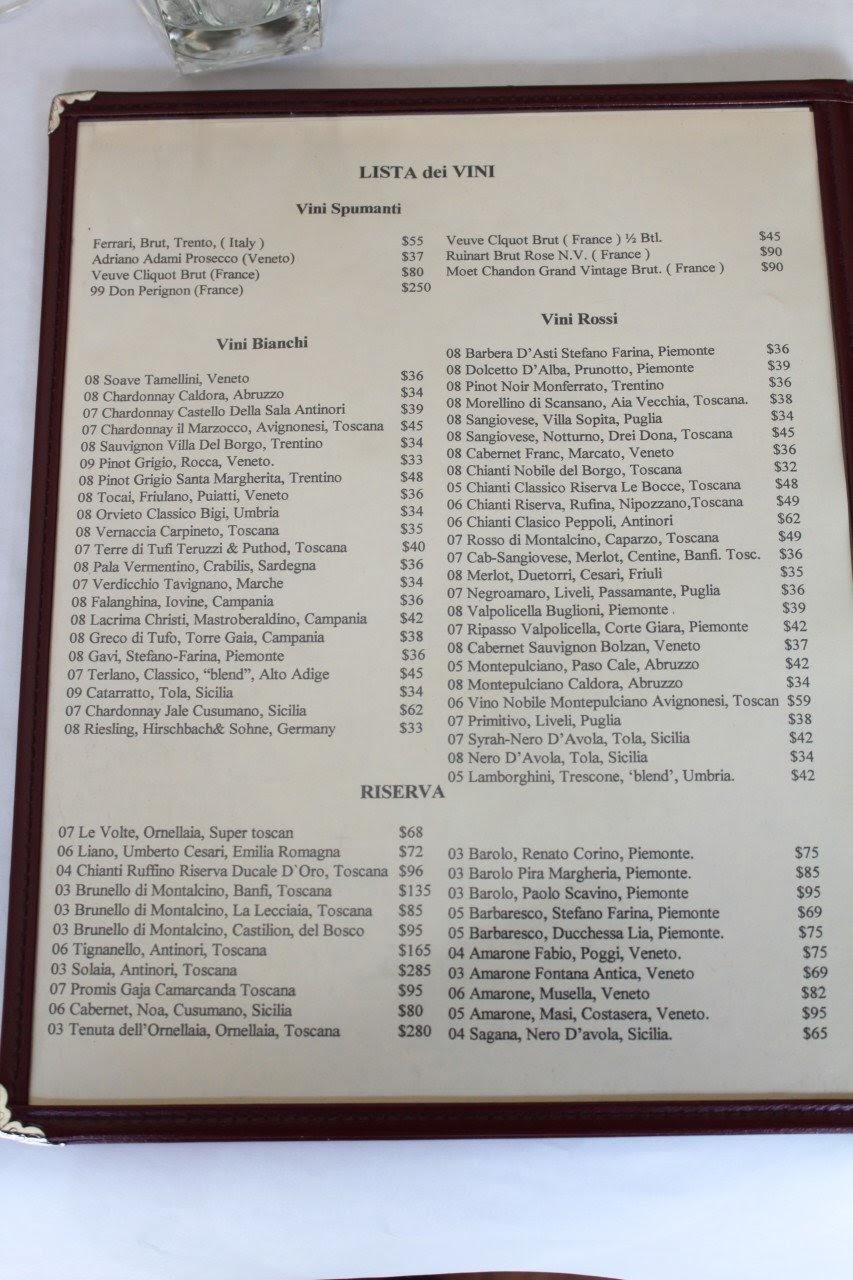 LISTA dei VINI
Vini Spumanti
Ferrari, Brut, Trento, ( Italy ) $55
Adriano Adami Prosecco (Veneto) $37
Veuve Cliquot Brut (France) $80
99 Don Perignon (France) $250
Veuve Clquot Brut ( France ) ½ Btl. $45
Ruinart Brut Rose N.V. ( France ) $90
Moet Chandon Grand Vintage Brut. ( France ) $90
Vini Bianchi
08 Soave Tamellini, Veneto $36
08 Chardonnay Caldora, Abruzzo $34
07 Chardonnay Castello Della Sala Antinori $39
07 Chardonnay il Marzocco, Avignonesi, Toscana $45
08 Sauvignon Villa Del Borgo, Trentino $34
09 Pinot Grigio, Rocca, Veneto. $33
08 Pinot Grigio Santa Margherita, Trentino $48
08 Tocai, Friulano, Puiatti, Veneto $36
08 Orvieto Classico Bigi, Umbria $34
08 Vernaccia Carpineto, Toscana $35
07 Terre di Tufi Teruzzi & Puthod, Toscana $40
08 Pala Vermentino, Crabilis, Sardegna $36
07 Verdicchio Tavignano, Marche $34
08 Falanghina, Iovine, Campania $36
08 Lacrima Christi, Mastroberaldino, Campania $42
08 Greco di Tufo, Torre Gaia, Campania $38
08 Gavi, Stefano-Farina, Piemonte $36
07 Terlano, Classico, “blend”, Alto Adige $45
09 Catarratto, Tola, Sicilia $34
07 Chardonnay Jale Cusumano, Sicilia $62
08 Riesling, Hirschbach& Sohne, Germany $33
Vini Rossi
08 Barbera D’Asti Stefano Farina, Piemonte $36
08 Dolcetto D’Alba, Prunotto, Piemonte $39
08 Pinot Noir Monferrato, Trentino $36
08 Morellino di Scansano, Aia Vecchia, Toscana. $38
08 Sangiovese, Villa Sopita, Puglia $34
08 Sangiovese, Notturno, Drei Dona, Toscana $45
08 Cabernet Franc, Marcato, Veneto $36
08 Chianti Nobile del Borgo, Toscana $32
05 Chianti Classico Riserva Le Bocce, Toscana $48
06 Chianti Riserva, Rufina, Nipozzano,Toscana $49
06 Chianti Clasico Peppoli, Antinori $62
07 Rosso di Montalcino, Caparzo, Toscana $49
07 Cab-Sangiovese, Merlot, Centine, Banfi. Tosc. $36
08 Merlot, Duetorri, Cesari, Friuli $35
07 Negroamaro, Liveli, Passamante, Puglia $36
08 Valpolicella Buglioni, Piemonte . $39
07 Ripasso Valpolicella, Corte Giara, Piemonte $42
08 Cabernet Sauvignon Bolzan, Veneto $37
05 Montepulciano, Paso Cale, Abruzzo $42
08 Montepulciano Caldora, Abruzzo $34
06 Vino Nobile Montepulciano Avignonesi, Toscan $59
07 Primitivo, Liveli, Puglia $38
07 Syrah-Nero D’Avola, Tola, Sicilia $42
08 Nero D’Avola, Tola, Sicilia $34
05 Lamborghini, Trescone, ‘blend’, Umbria. $42
RISERVA
07 Le Volte, Ornellaia, Super toscan $68
06 Liano, Umberto Cesari, Emilia Romagna $72
04 Chianti Ruffino Riserva Ducale D`Oro, Toscana $96
03 Brunello di Montalcino, Banfi, Toscana $135
03 Brunello di Montalcino, La Lecciaia, Toscana $85
03 Brunello di Montalcino, Castilion, del Bosco $95
06 Tignanello, Antinori, Toscana $165
03 Solaia, Antinori, Toscana $285
07 Promis Gaja Camarcanda Toscana $95
06 Cabernet, Noa, Cusumano, Sicilia $80
03 Tenuta dell’Ornellaia, Ornellaia, Toscana $280
03 Barolo, Renato Corino, Piemonte. $75
03 Barolo Pira Margheria, Piemonte. $85
03 Barolo, Paolo Scavino, Piemonte $95
05 Barbaresco, Stefano Farina, Piemonte $69
05 Barbaresco, Ducchessa Lia, Piemonte. $75
04 Amarone Fabio, Poggi, Veneto. $75
03 Amarone Fontana Antica, Veneto $69
06 Amarone, Musella, Veneto $82
05 Amarone, Masi, Costasera, Veneto. $95
04 Sagana, Nero D’avola, Sicilia. $65